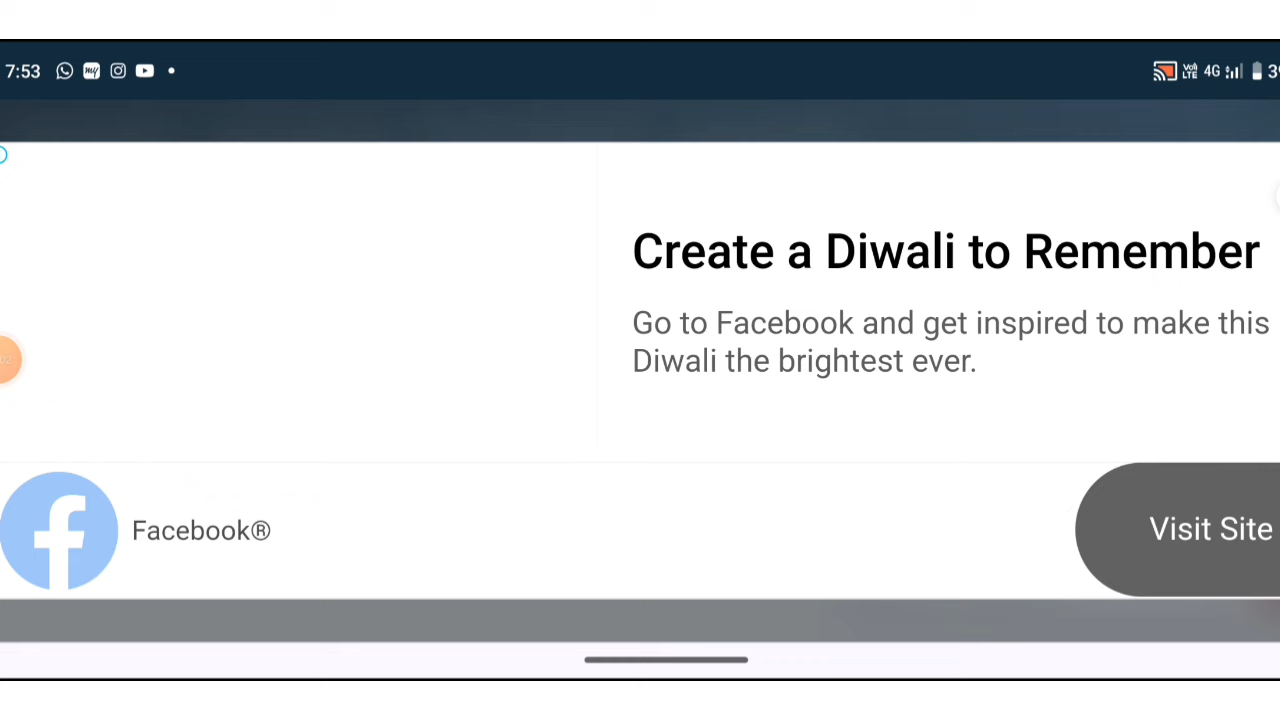 7:53
4G
Create a Diwali to Remember
Go to Facebook and get inspired to make this
Diwali the brightest ever.
Facebook®
Visit Site